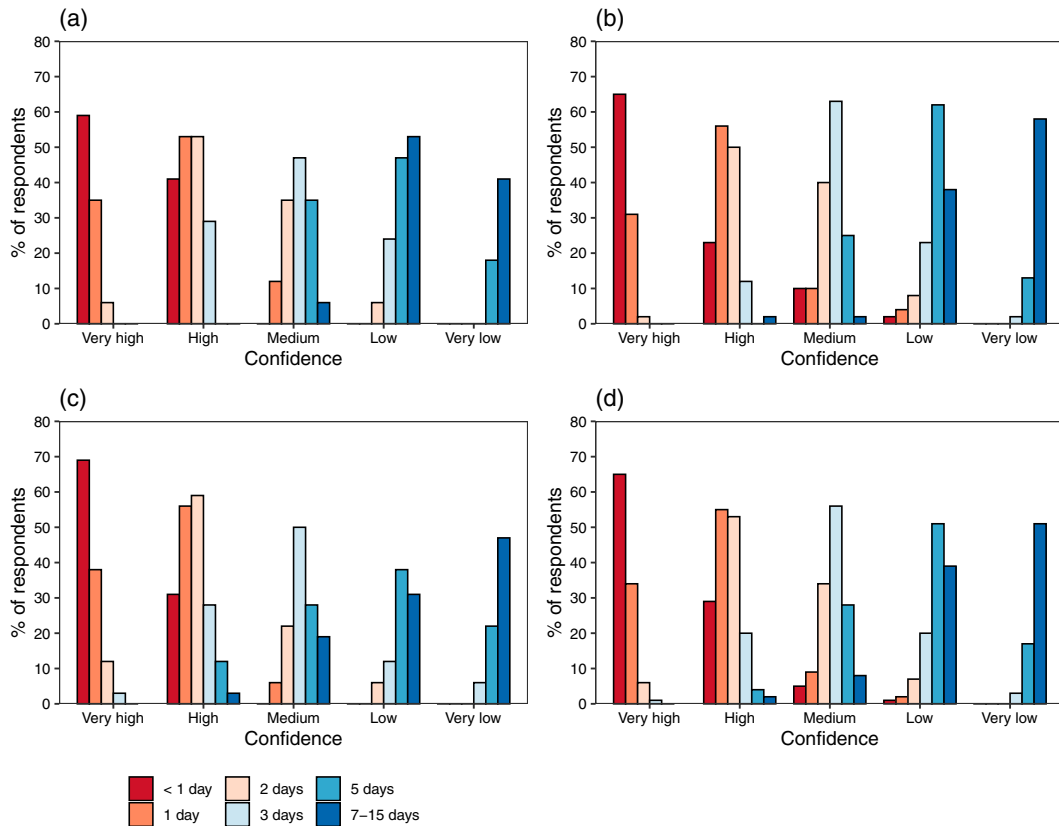 (a)
80
70
60
50
40
30
20
10
0
% of respondents
Very high High Medium Low Very low
Confidence
(b)
80
70
60
50
40
30
20
10
0
% of respondents
Very high High Medium Low Very low
Confidence
(c)
80
70
60
50
40
30
20
10
0
% of respondents
Very high High Medium Low Very low
Confidence
(d)
80
70
60
50
40
30
20
10
0
% of respondents
Very high High Medium Low Very low
Confidence
< 1 day 2 days 5 days
1 day 3 days 7–15 days